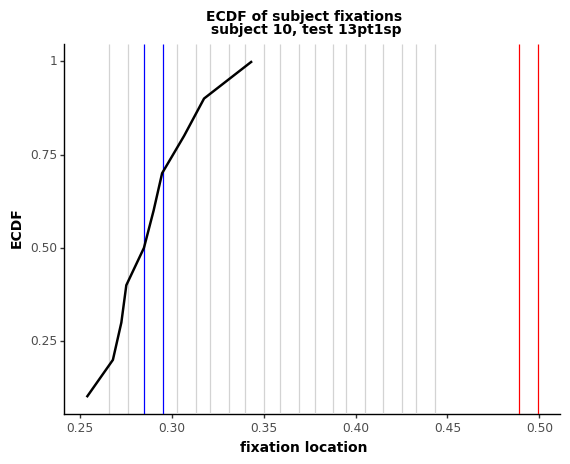 ECDF of subject fixations
subject 10, test 13pt1sp
1
0.75
0.50
0.25
ECDF
0.25 0.30 0.35 0.40 0.45 0.50
fixation location